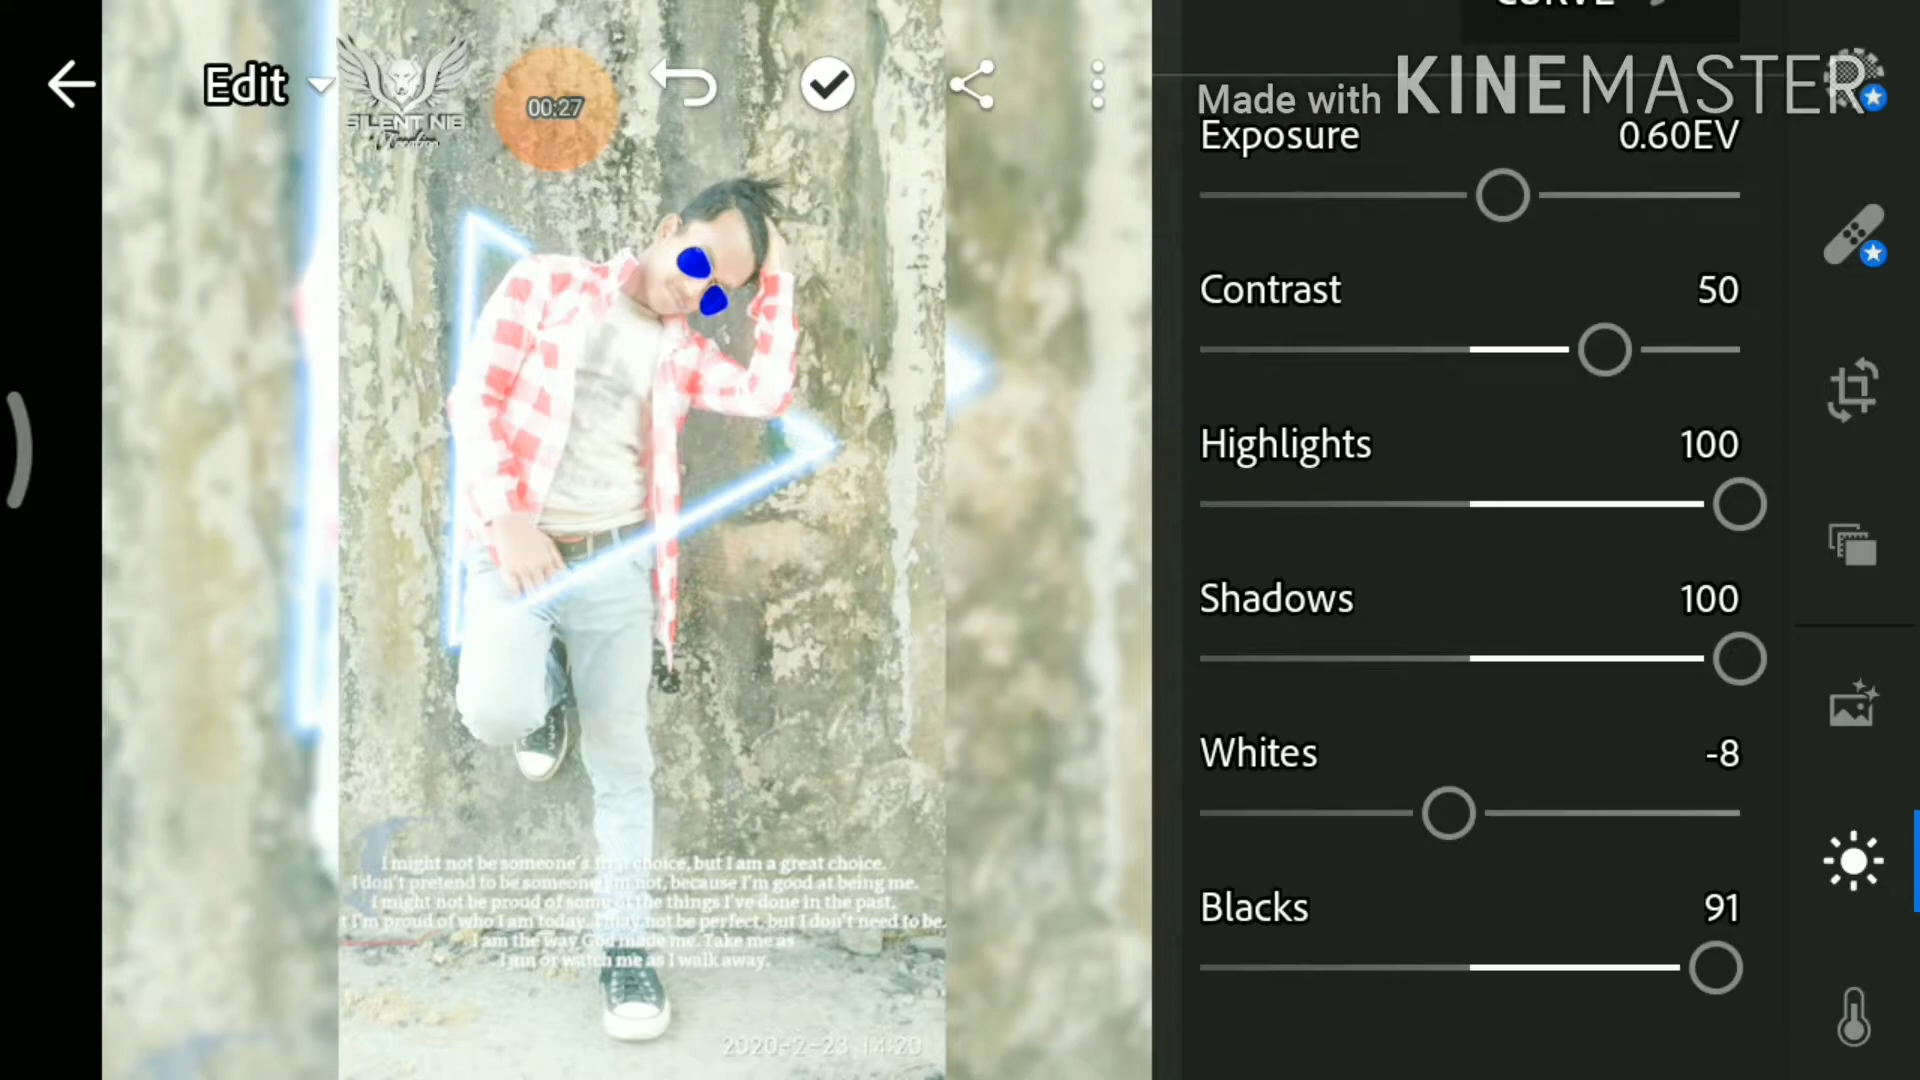 CURVE
Edit
SILENT NIB
Creation
00:27
Made with KINEMASTER
Exposure 0.60EV
Contrast 50
Highlights 100
Shadows 100
Whites -8
Blacks 91
I might not be someone's first choice, but I am a great choice.
I don't pretend to be someone I'm not, because I'm good at being me.
I might not be proud of some of the things I've done in the past,
t I'm proud of who I am today. I may not be perfect, but I don't need to be.
I am the way God made me. Take me as
I am or watch me as I walk away.
2020-2-23 14:20